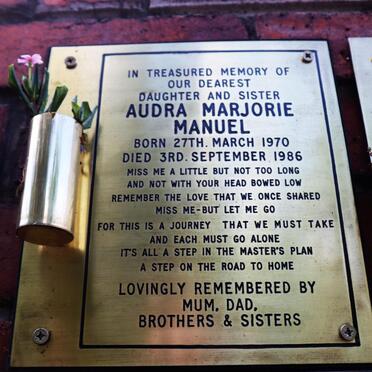 IN TREASURED MEMORY OF
OUR DEAREST
DAUGHTER AND SISTER
AUDRA MARJORIE
MANUEL
BORN 27TH. MARCH 1970
DIED 3RD. SEPTEMBER 1986
MISS ME A LITTLE BUT NOT TOO LONG
AND NOT WITH YOUR HEAD BOWED LOW
REMEMBER THE LOVE THAT WE ONCE SHARED
MISS ME-BUT LET ME GO
FOR THIS IS A JOURNEY THAT WE MUST TAKE
AND EACH MUST GO ALONE
IT'S ALL A STEP IN THE MASTER'S PLAN
A STEP ON THE ROAD TO HOME
LOVINGLY REMEMBERED BY
MUM, DAD,
BROTHERS & SISTERS